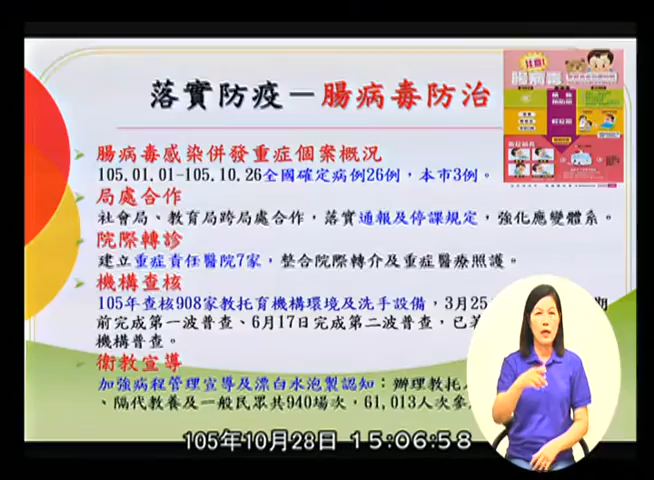 落實防疫－腸病毒防治
注意!
腸病毒
腸病毒感染併發重症個案概況
105.01.01-105.10.26全國確定病例26例，本市3例。
局處合作
社會局、教育局跨局處合作，落實通報及停課規定，強化應變體系。
院際轉診
建立重症責任醫院7家，整合院際轉介及重症醫療照護。
機構查核
105年查核908家教托育機構環境及洗手設備，3月25
期
前完成第一波普查、6月17日完成第二波普查，已
機構普查。
衛教宣導
加強病程管理宣導及漂白水泡製認知：辦理教托
、隔代教養及一般民眾共940場次，61,013人次參
105年10月28日 15:06:58